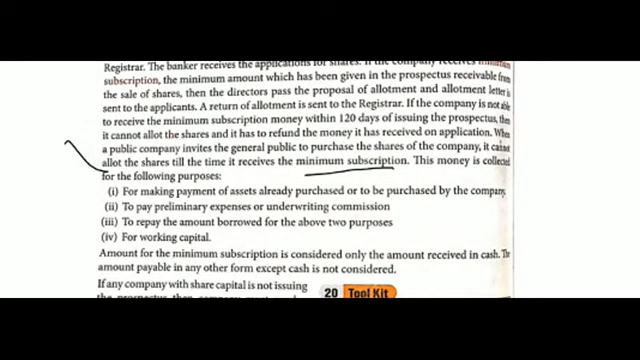 Registrar. The banker receives the applications for shares. If the company receives minimum
subscription, the minimum amount which has been given in the prospectus receivable from
the sale of shares, then the directors pass the proposal of allotment and allotment letter is
sent to the applicants. A return of allotment is sent to the Registrar. If the company is not able
to receive the minimum subscription money within 120 days of issuing the prospectus, then
it cannot allot the shares and it has to refund the money it has received on application. When
a public company invites the general public to purchase the shares of the company, it cannot
allot the shares till the time it receives the minimum subscription. This money is collected
for the following purposes:
(i) For making payment of assets already purchased or to be purchased by the company
(ii) To pay preliminary expenses or underwriting commission
(iii) To repay the amount borrowed for the above two purposes
(iv) For working capital.
Amount for the minimum subscription is considered only the amount received in cash. The
amount payable in any other form except cash is not considered.
If any company with share capital is not issuing
20 Tool Kit